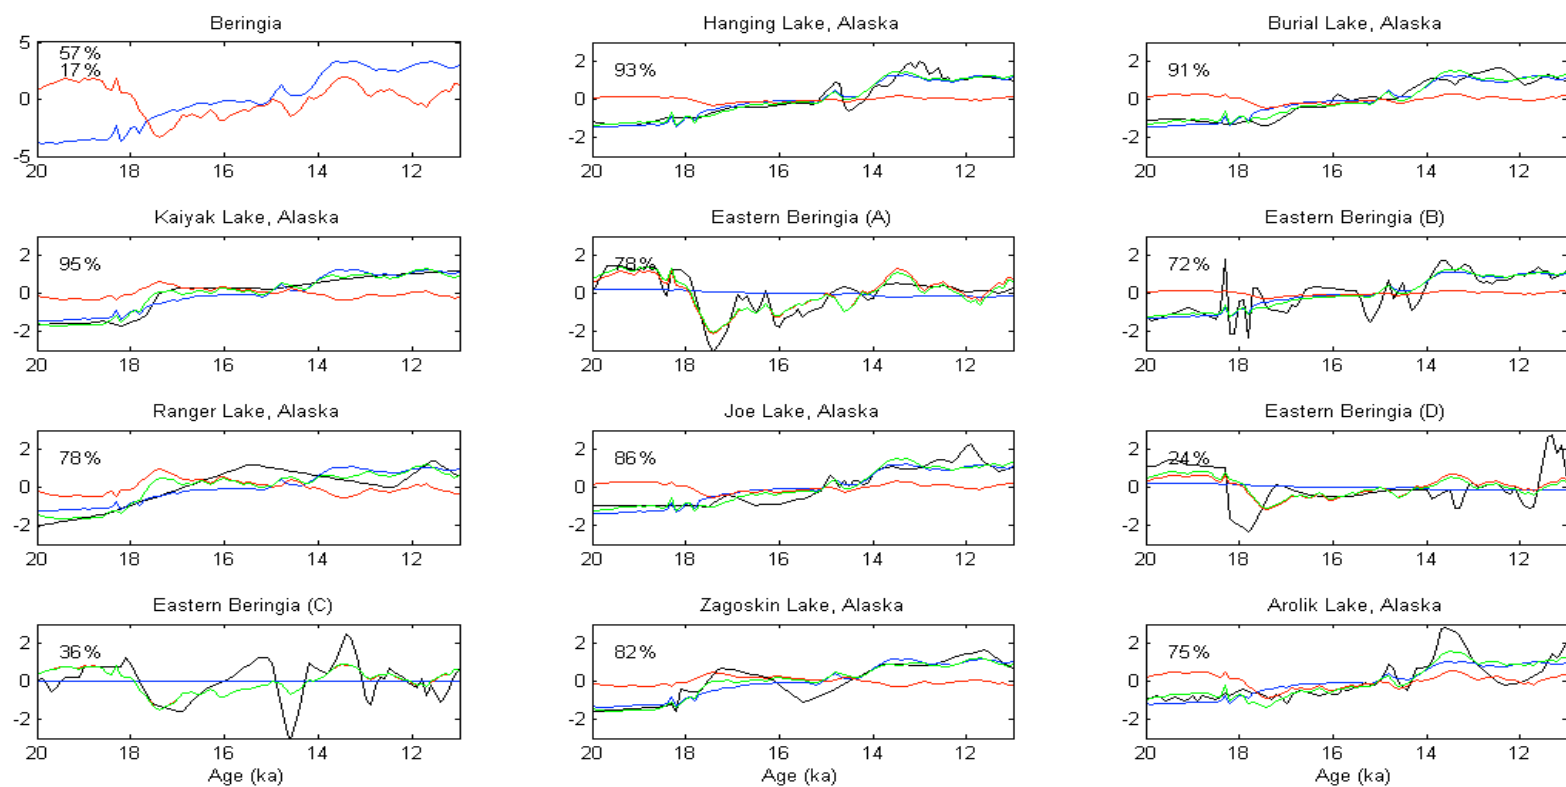 Beringia
Hanging Lake, Alaska
Burial Lake, Alaska
5
0
-5
57 %
17 %
20 18 16 14 12
2
0
-2
93 %
20 18 16 14 12
2
0
-2
91 %
20 18 16 14 12
Kaiyak Lake, Alaska
Eastern Beringia (A)
Eastern Beringia (B)
2
0
-2
95 %
20 18 16 14 12
2
0
-2
78 %
20 18 16 14 12
2
0
-2
72 %
20 18 16 14 12
Ranger Lake, Alaska
Joe Lake, Alaska
Eastern Beringia (D)
2
0
-2
78 %
20 18 16 14 12
2
0
-2
86 %
20 18 16 14 12
2
0
-2
24 %
20 18 16 14 12
Eastern Beringia (C)
Zagoskin Lake, Alaska
Arolik Lake, Alaska
2
0
-2
36 %
20 18 16 14 12
Age (ka)
2
0
-2
82 %
20 18 16 14 12
Age (ka)
2
0
-2
75 %
20 18 16 14 12
Age (ka)